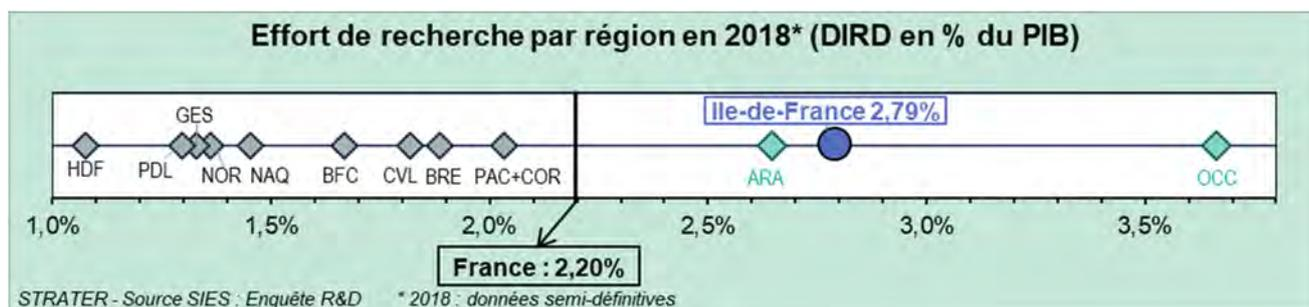 Effort de recherche par région en 2018* (DIRD en % du PIB)
Ile-de-France 2,79%
GES
HDF PDL NOR NAQ BFC CVL BRE PAC+COR ARA OCC
1,0% 1,5% 2,0% 2,5% 3,0% 3,5%
France : 2,20%
STRATER - Source SIES : Enquête R&D * 2018 : données semi-définitives